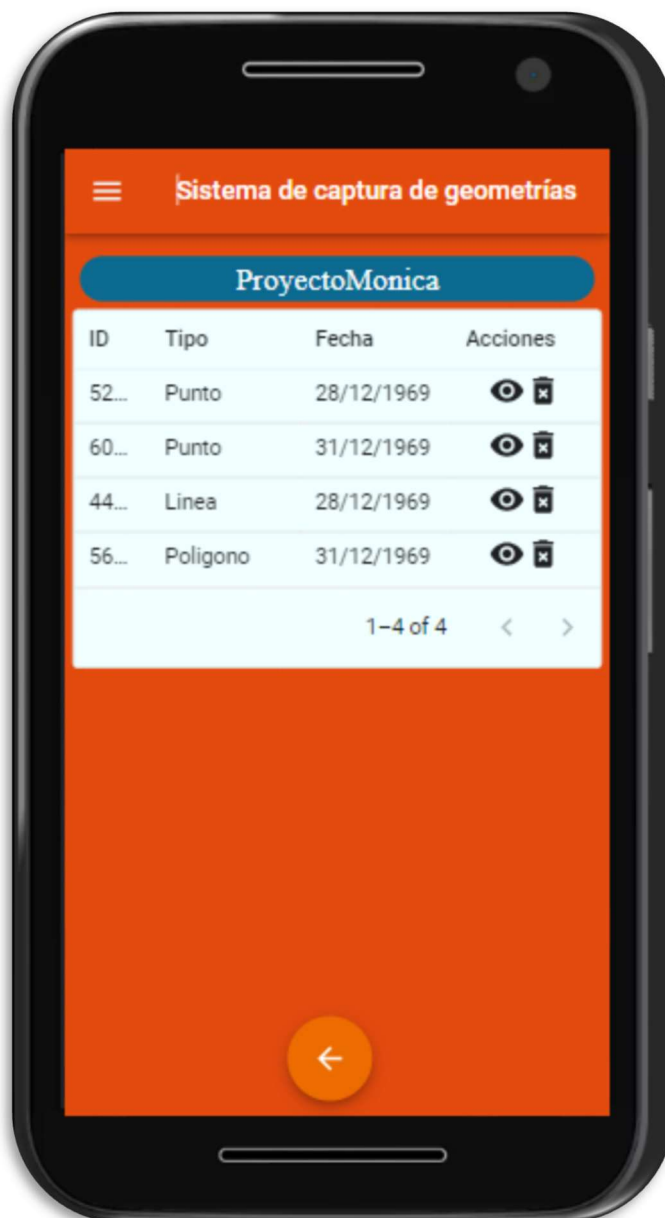 Sistema de captura de geometrías
ProyectoMonica
ID Tipo Fecha Acciones
52... Punto 28/12/1969
60... Punto 31/12/1969
44... Linea 28/12/1969
56... Poligono 31/12/1969
1–4 of 4